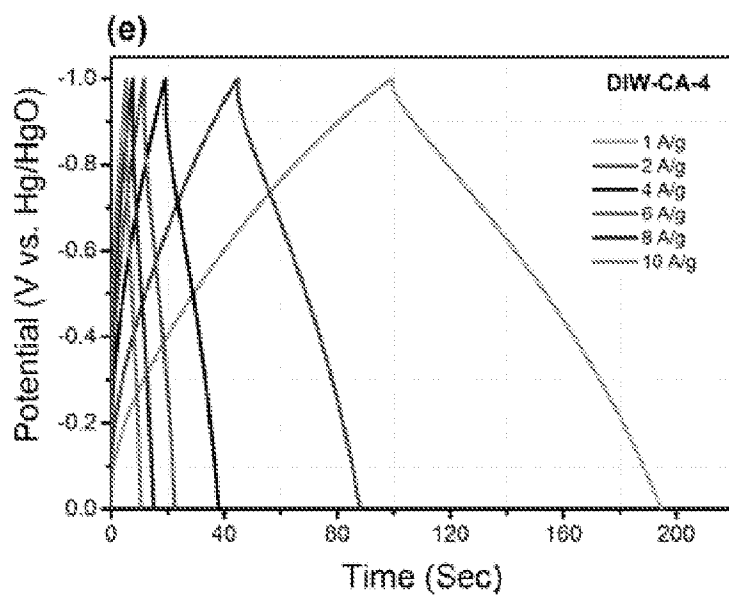 (e)
DIW-CA-4
1 A/g
2 A/g
4 A/g
6 A/g
8 A/g
10 A/g
Potential (V vs. Hg/HgO)
-1.0
-0.8
-0.6
-0.4
-0.2
0.0
0 40 80 120 160 200
Time (Sec)